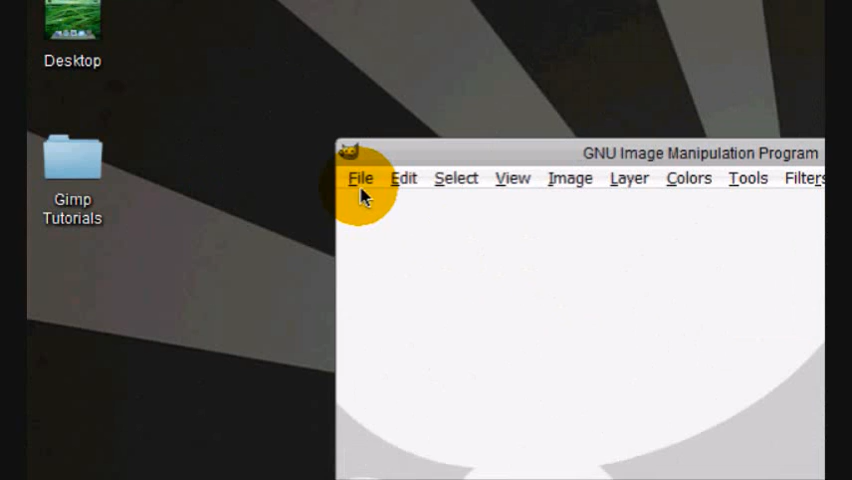 Desktop
GNU Image Manipulation Program
File Edit Select View Image Layer Colors Tools Filters
Gimp
Tutorials